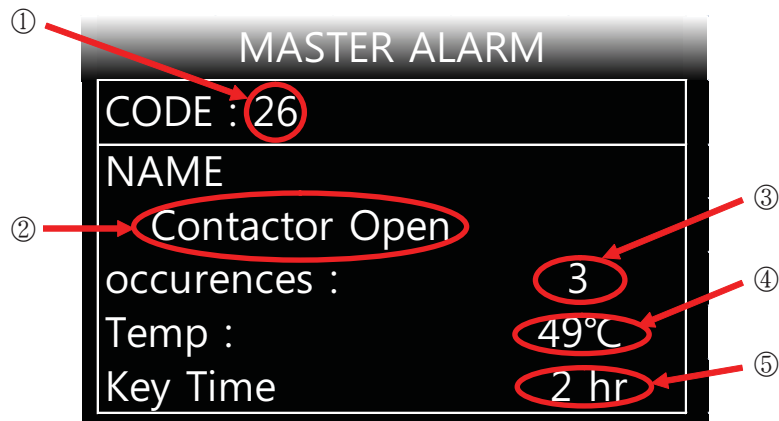 ①
MASTER ALARM
CODE : 26
NAME
② Contactor Open
③
occurences : 3
④
Temp : 49℃
⑤
Key Time 2 hr